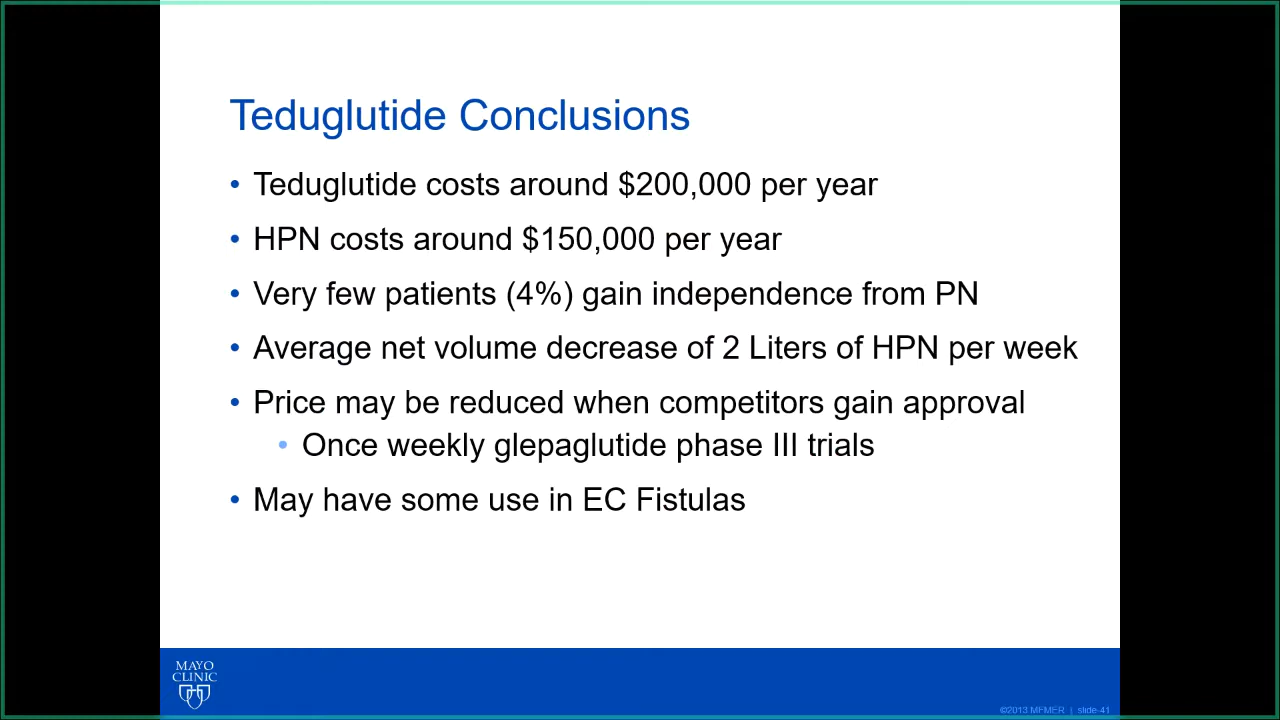 Teduglutide Conclusions
• Teduglutide costs around $200,000 per year
• HPN costs around $150,000 per year
• Very few patients (4%) gain independence from PN
• Average net volume decrease of 2 Liters of HPN per week
• Price may be reduced when competitors gain approval
• Once weekly glepaglutide phase III trials
• May have some use in EC Fistulas
MAYO
CLINIC
©2013 MFMER | slide-41